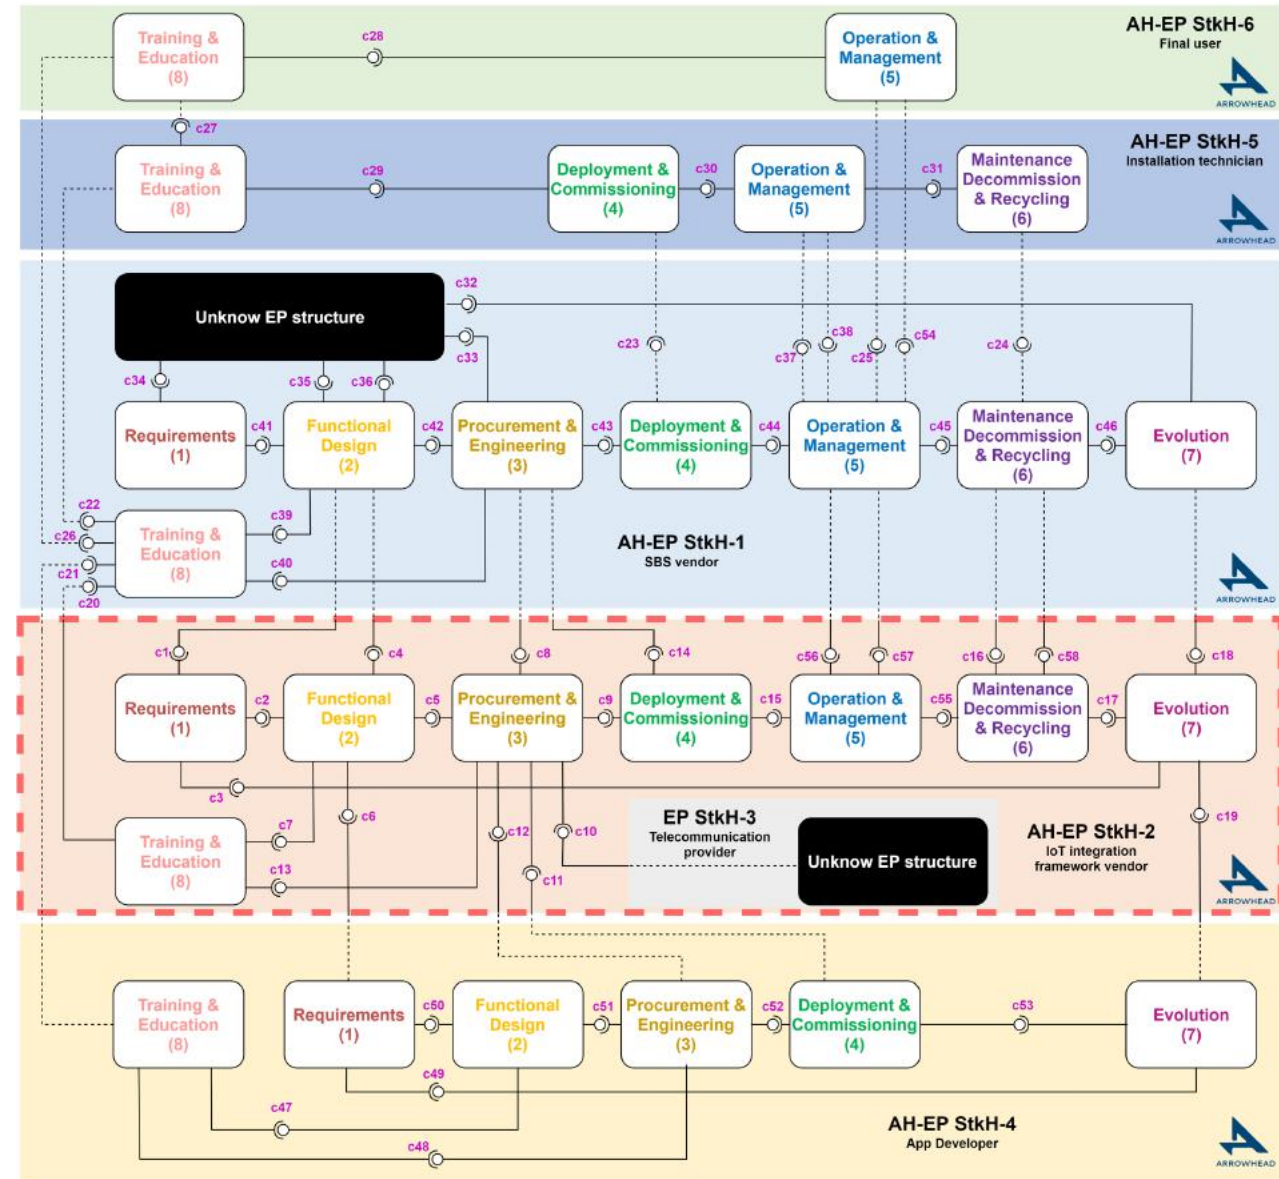 AH-EP StkH-6
Final user
ARROWHEAD
Training &
Education
(8)
c28
Operation &
Management
(5)
c27
AH-EP StkH-5
Installation technician
ARROWHEAD
Training &
Education
(8)
c29
Deployment &
Commissioning
(4)
c30
Operation &
Management
(5)
c31
Maintenance
Decommission
& Recycling
(6)
c32
Unknow EP structure
c33
c23
c37
c38
c25
c54
c24
c34
c35
c36
Requirements
(1)
c41
Functional
Design
(2)
c42
Procurement &
Engineering
(3)
c43
Deployment &
Commissioning
(4)
c44
Operation &
Management
(5)
c45
Maintenance
Decommission
& Recycling
(6)
c46
Evolution
(7)
c22
c26
c21
c20
Training &
Education
(8)
c39
c40
AH-EP StkH-1
SBS vendor
ARROWHEAD
c1
c4
c8
c14
c56
c57
c16
c58
c18
Requirements
(1)
c2
Functional
Design
(2)
c5
Procurement &
Engineering
(3)
c9
Deployment &
Commissioning
(4)
c15
Operation &
Management
(5)
c55
Maintenance
Decommission
& Recycling
(6)
c17
Evolution
(7)
c3
c6
c7
c12
c10
c11
c13
c19
Training &
Education
(8)
EP StkH-3
Telecommunication
provider
Unknow EP structure
AH-EP StkH-2
IoT integration
framework vendor
ARROWHEAD
Training &
Education
(8)
Requirements
(1)
c50
Functional
Design
(2)
c51
Procurement &
Engineering
(3)
c52
Deployment &
Commissioning
(4)
c53
Evolution
(7)
c49
c47
c48
AH-EP StkH-4
App Developer
ARROWHEAD